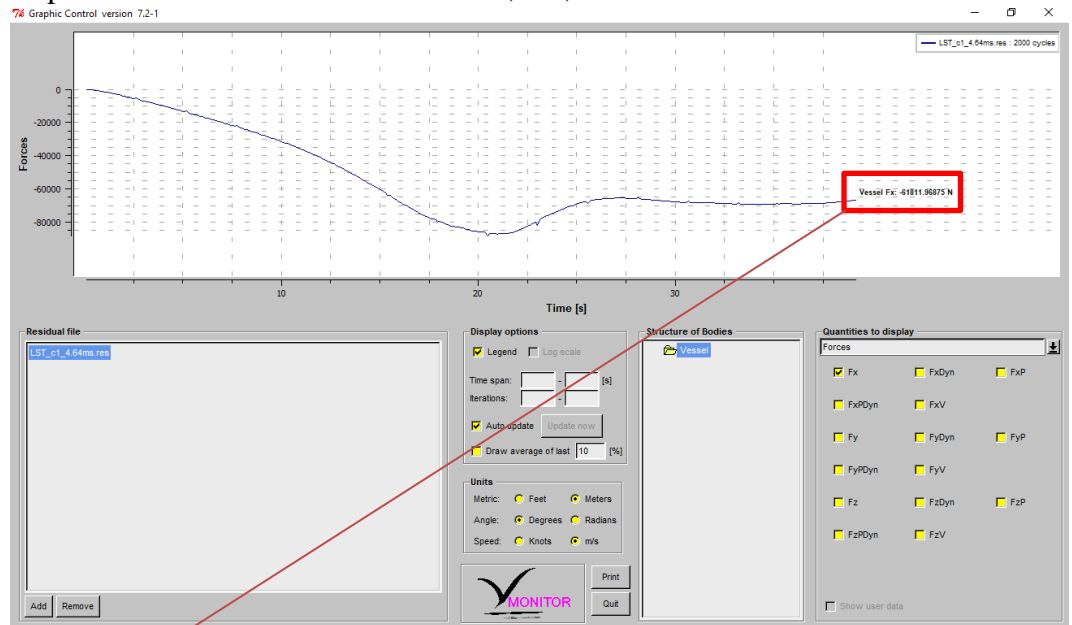 Graphic Control version 7.2-1
LST_c1_4.64ms.res : 2000 cycles
0
-20000
-40000
-60000
-80000
Forces
Vessel Fx: -61811.96875 N
10 20 30
Time [s]
Residual file
LST_c1_4.64ms.res
Add Remove
Display options
Legend Log scale
Time span: - [s]
Iterations: -
Auto update Update now
Draw average of last 10 [%]
Units
Metric: Feet Meters
Angle: Degrees Radians
Speed: Knots m/s
MONITOR
Print
Quit
Structure of Bodies
Vessel
Quantities to display
Forces
Fx FxDyn FxP
FxPDyn FxV
Fy FyDyn FyP
FyPDyn FyV
Fz FzDyn FzP
FzPDyn FzV
Show user data